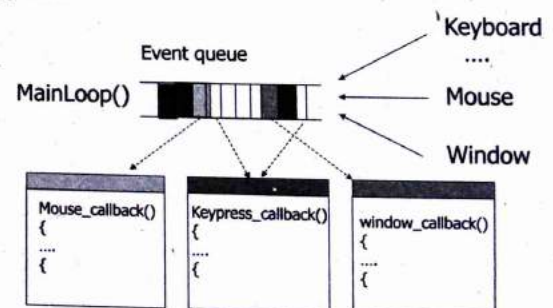 Keyboard
....
Event queue
MainLoop()
Mouse
Window
Mouse_callback()
{
....
{
Keypress_callback()
{
....
{
window_callback()
{
....
{